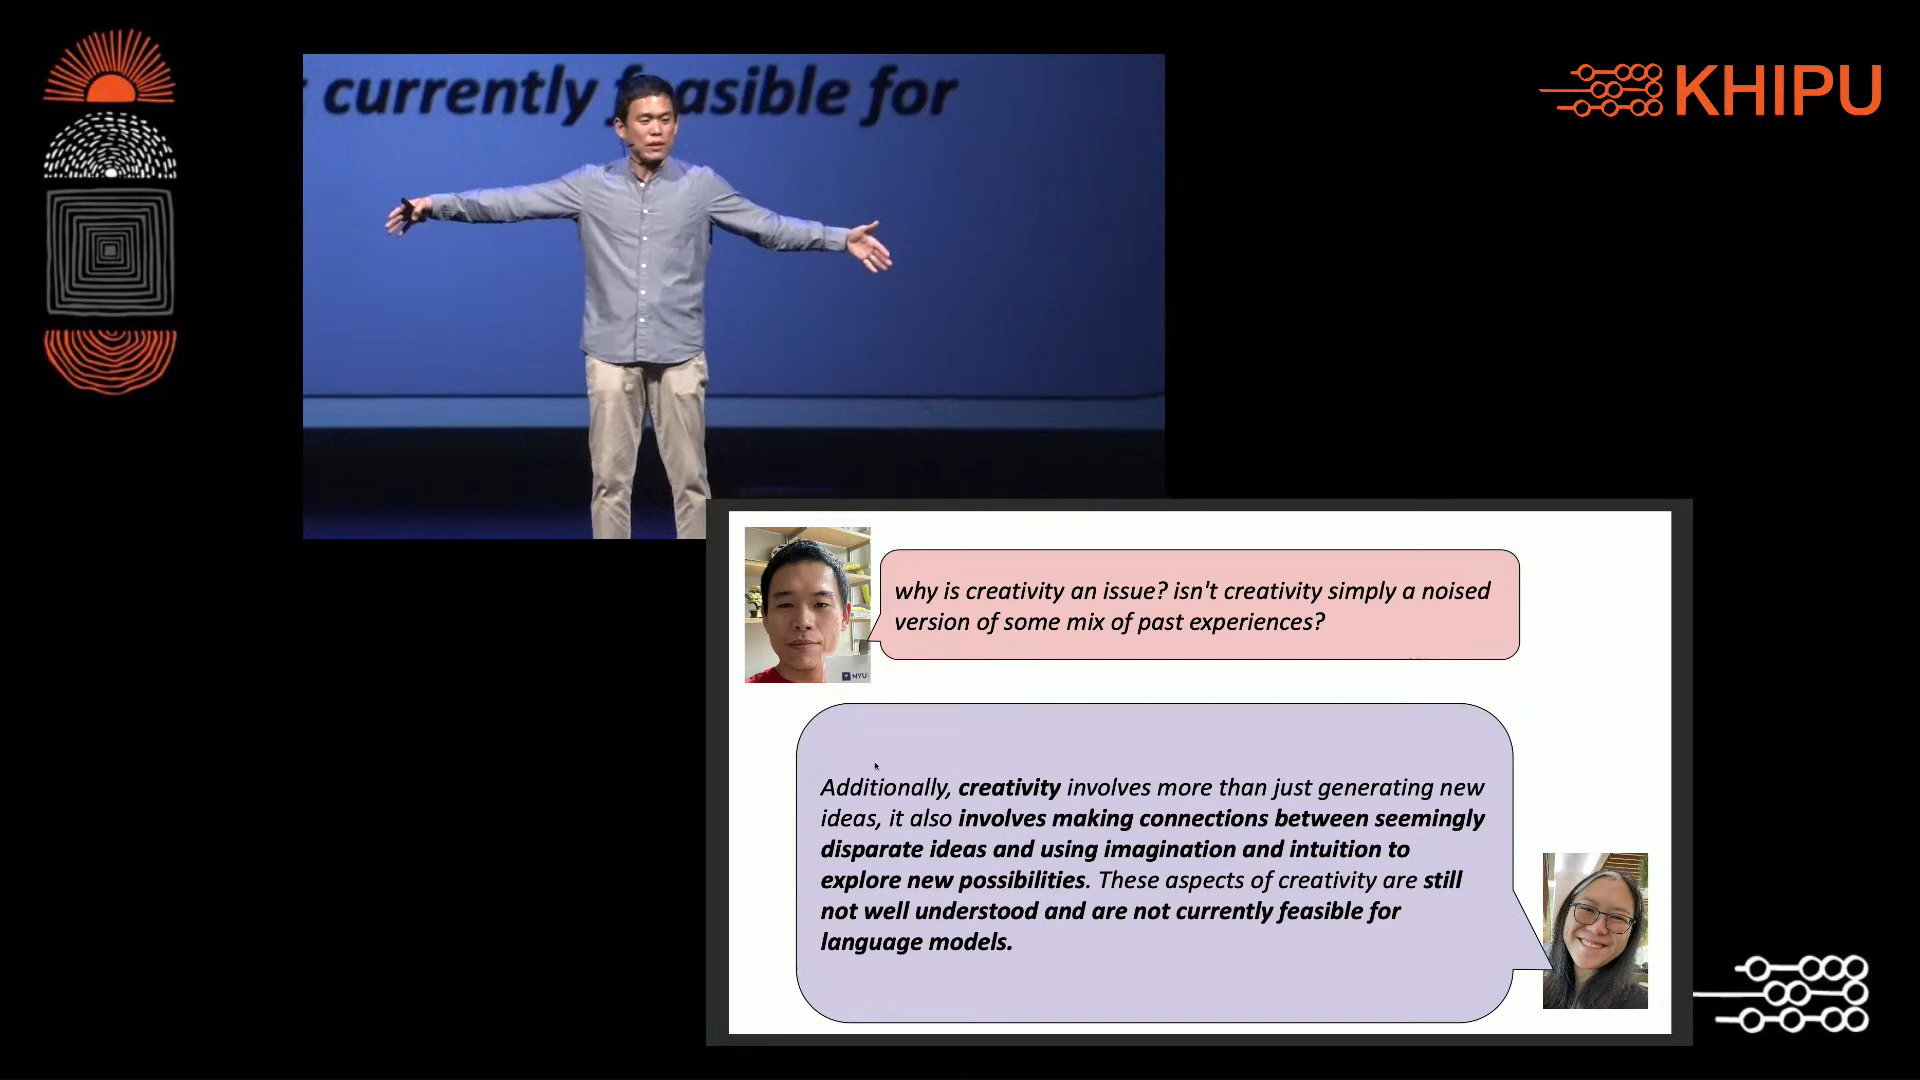 currently feasible for
KHIPU
NYU
why is creativity an issue? isn't creativity simply a noised
version of some mix of past experiences?
Additionally, creativity involves more than just generating new
ideas, it also involves making connections between seemingly
disparate ideas and using imagination and intuition to
explore new possibilities. These aspects of creativity are still
not well understood and are not currently feasible for
language models.